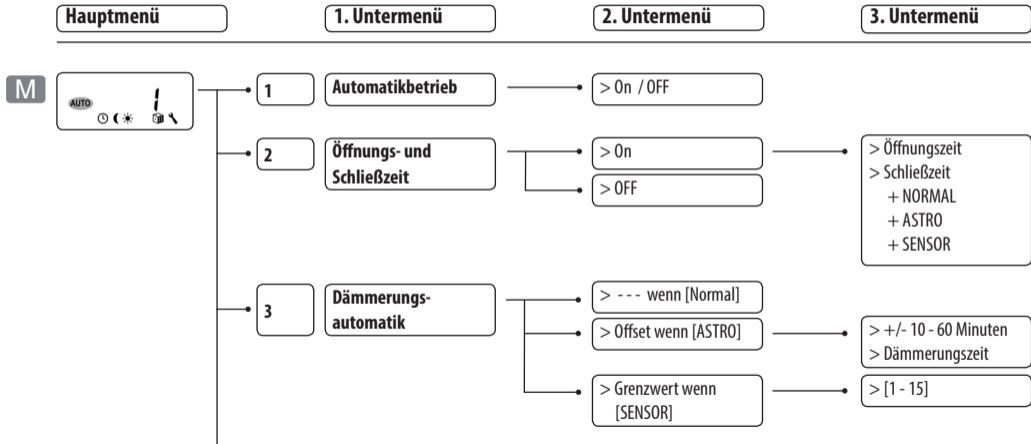 Hauptmenü
1. Untermenü
2. Untermenü
3. Untermenü
M
AUTO
1
1
Automatikbetrieb
> On / OFF
2
Öffnungs- und
Schließzeit
> On
> OFF
> Öffnungszeit
> Schließzeit
+ NORMAL
+ ASTRO
+ SENSOR
3
Dämmerungs-
automatik
> - - - wenn [Normal]
> Offset wenn [ASTRO]
> +/- 10 - 60 Minuten
> Dämmerungszeit
> Grenzwert wenn
[SENSOR]
> [1 - 15]